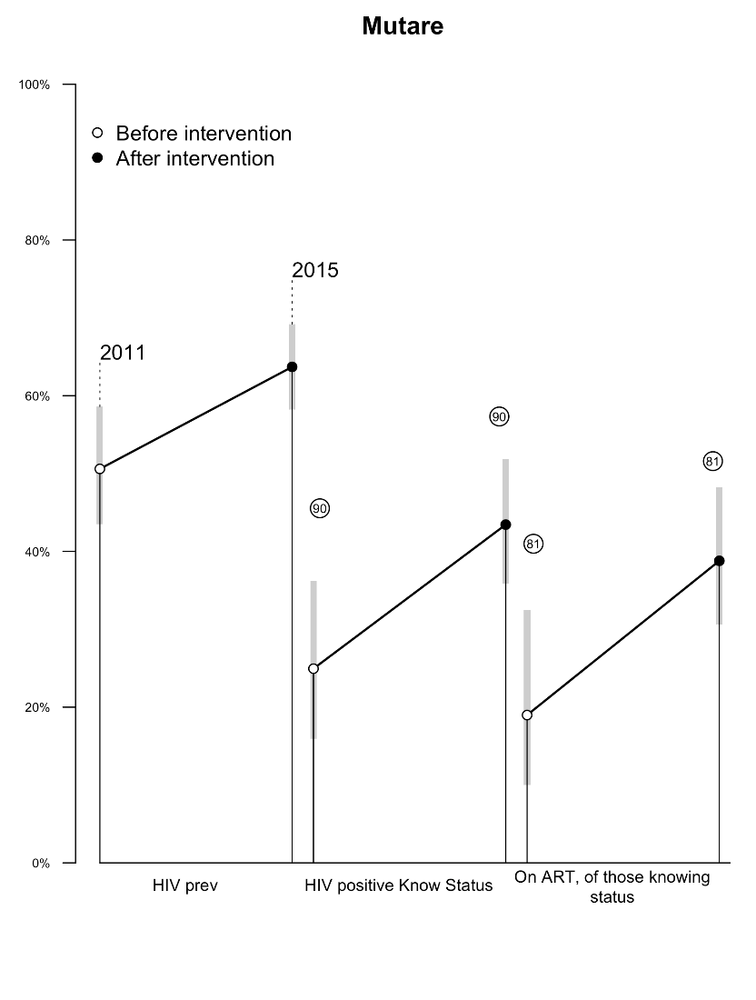 Mutare
100%
Before intervention
After intervention
80%
2015
2011
60%
90
81
90
81
40%
20%
0%
HIV prev
HIV positive Know Status
On ART, of those knowing
status